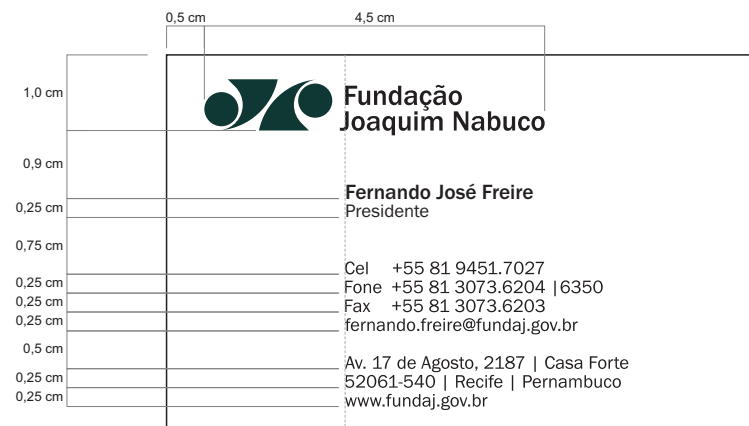 0,5 cm 4,5 cm
1,0 cm
Fundação
Joaquim Nabuco
0,9 cm
Fernando José Freire
0,25 cm
Presidente
0,75 cm
Cel +55 81 9451.7027
0,25 cm
Fone +55 81 3073.6204 |6350
0,25 cm
Fax +55 81 3073.6203
0,25 cm
fernando.freire@fundaj.gov.br
0,5 cm
Av. 17 de Agosto, 2187 | Casa Forte
0,25 cm
52061-540 | Recife | Pernambuco
0,25 cm
www.fundaj.gov.br